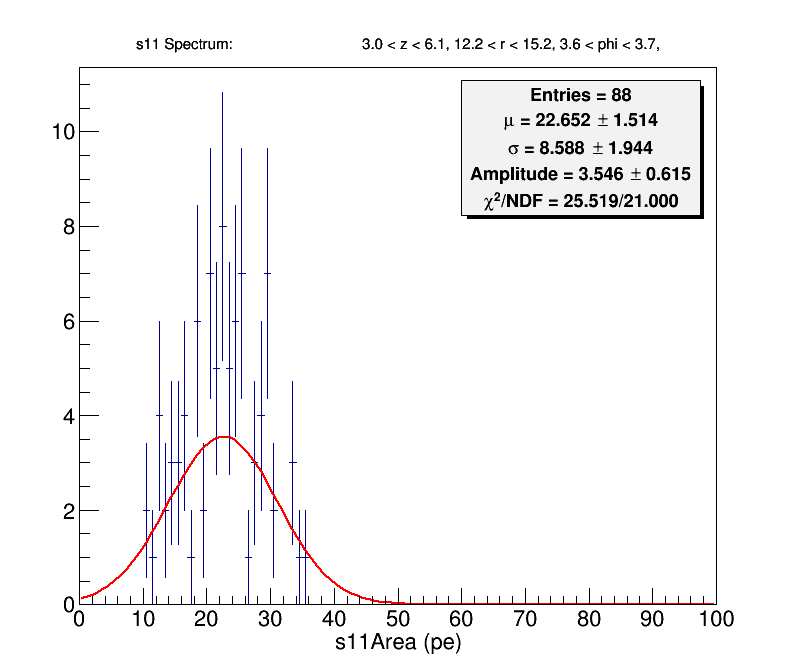 s11 Spectrum: 3.0 < z < 6.1, 12.2 < r < 15.2, 3.6 < phi < 3.7,
Entries = 88
μ = 22.652 ± 1.514
σ = 8.588 ± 1.944
Amplitude = 3.546 ± 0.615
χ²/NDF = 25.519/21.000
10
8
6
4
2
0
0 10 20 30 40 50 60 70 80 90 100
s11Area (pe)